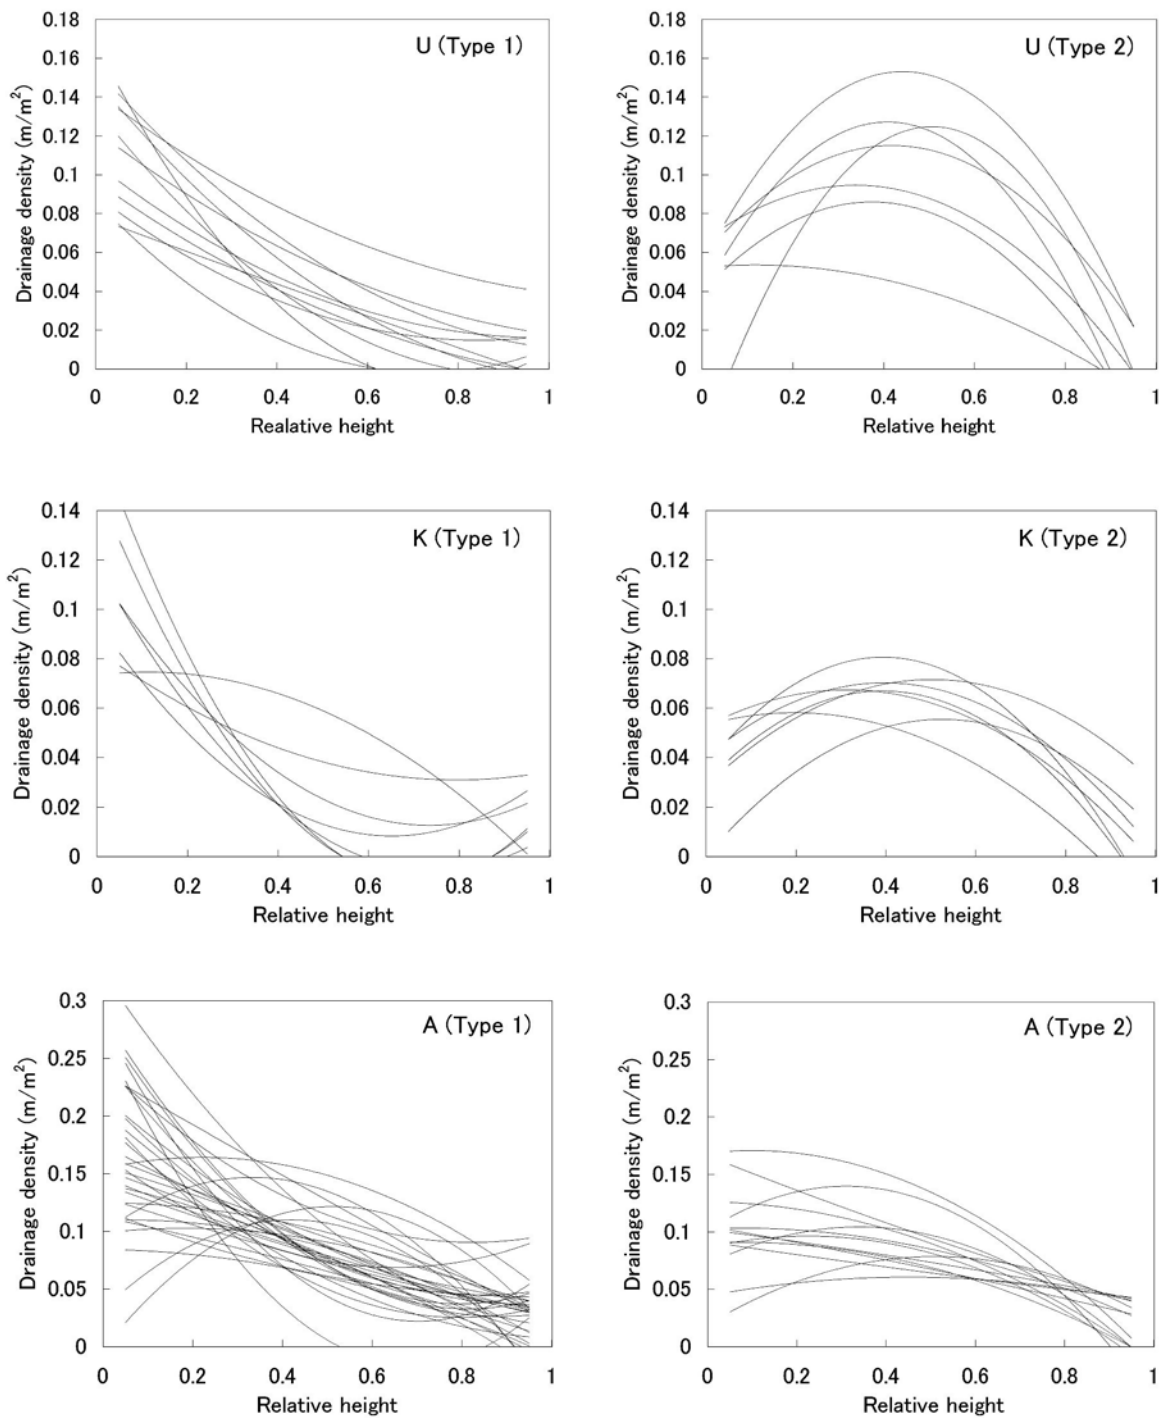 U (Type 1)
Drainage density (m/m²)
0.18
0.16
0.14
0.12
0.1
0.08
0.06
0.04
0.02
0
0 0.2 0.4 0.6 0.8 1
Realative height
U (Type 2)
Drainage density (m/m²)
0.18
0.16
0.14
0.12
0.1
0.08
0.06
0.04
0.02
0
0 0.2 0.4 0.6 0.8 1
Relative height
K (Type 1)
Drainage density (m/m²)
0.14
0.12
0.1
0.08
0.06
0.04
0.02
0
0 0.2 0.4 0.6 0.8 1
Relative height
K (Type 2)
Drainage density (m/m²)
0.14
0.12
0.1
0.08
0.06
0.04
0.02
0
0 0.2 0.4 0.6 0.8 1
Relative height
A (Type 1)
Drainage density (m/m²)
0.3
0.25
0.2
0.15
0.1
0.05
0
0 0.2 0.4 0.6 0.8 1
Relative height
A (Type 2)
Drainage density (m/m²)
0.3
0.25
0.2
0.15
0.1
0.05
0
0 0.2 0.4 0.6 0.8 1
Relative height